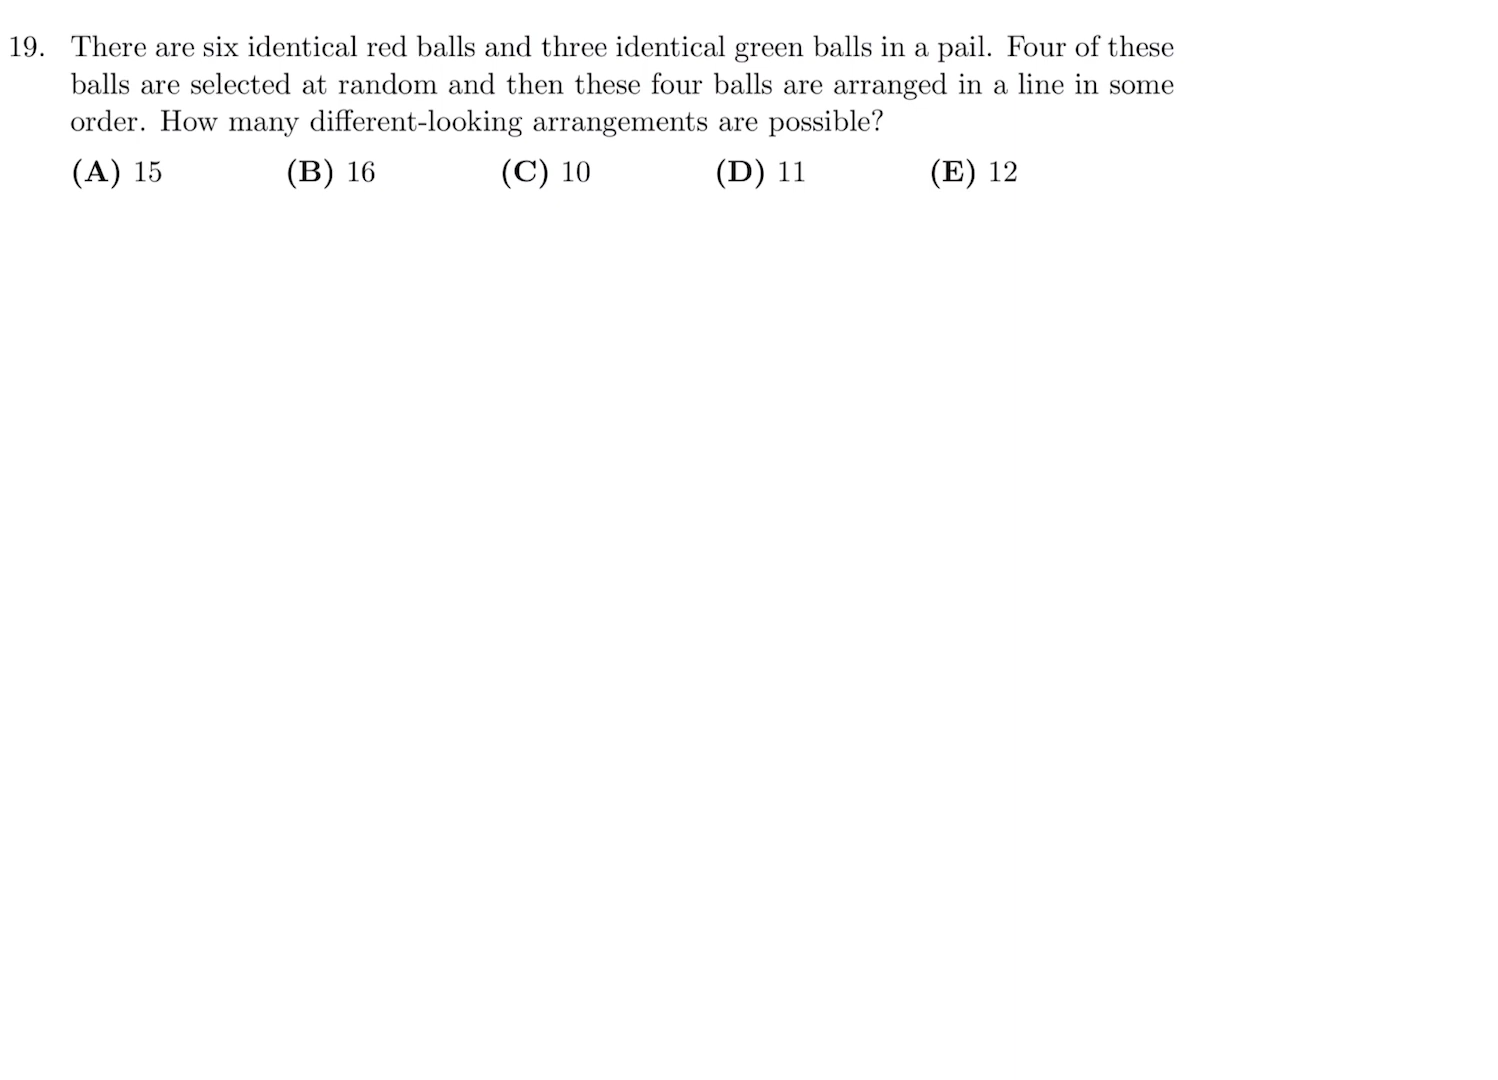 19. There are six identical red balls and three identical green balls in a pail. Four of these
balls are selected at random and then these four balls are arranged in a line in some
order. How many different-looking arrangements are possible?
(A) 15 (B) 16 (C) 10 (D) 11 (E) 12